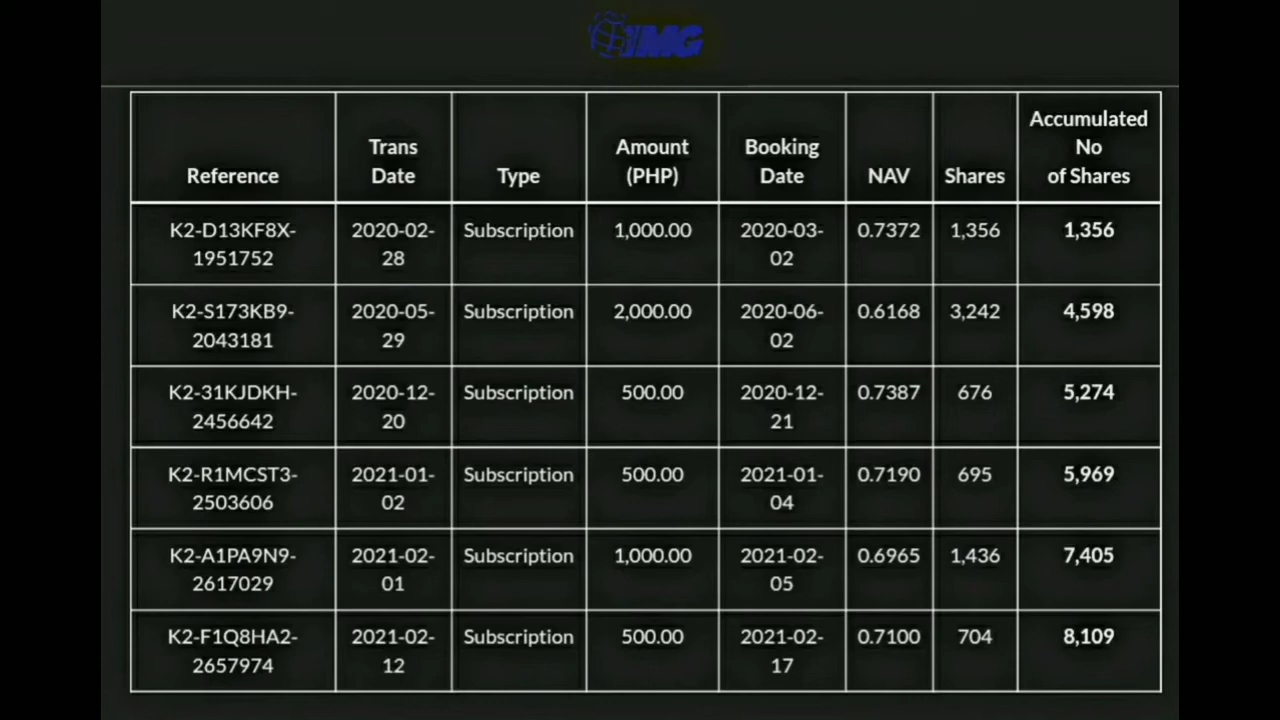 IMG
Reference Trans Date Type Amount (PHP) Booking Date NAV Shares Accumulated No of Shares
K2-D13KF8X-1951752 2020-02-28 Subscription 1,000.00 2020-03-02 0.7372 1,356 1,356
K2-S173KB9-2043181 2020-05-29 Subscription 2,000.00 2020-06-02 0.6168 3,242 4,598
K2-31KJDKH-2456642 2020-12-20 Subscription 500.00 2020-12-21 0.7387 676 5,274
K2-R1MCST3-2503606 2021-01-02 Subscription 500.00 2021-01-04 0.7190 695 5,969
K2-A1PA9N9-2617029 2021-02-01 Subscription 1,000.00 2021-02-05 0.6965 1,436 7,405
K2-F1Q8HA2-2657974 2021-02-12 Subscription 500.00 2021-02-17 0.7100 704 8,109